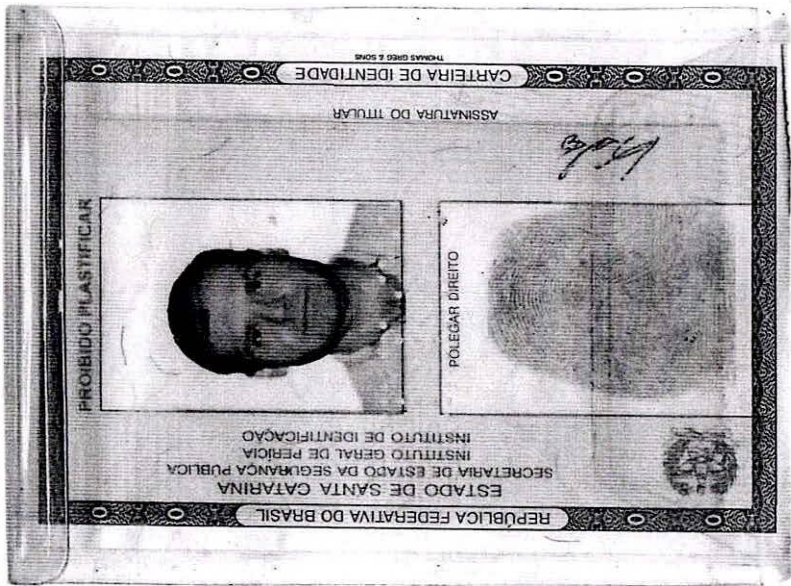 REPÚBLICA FEDERATIVA DO BRASIL
ESTADO DE SANTA CATARINA
SECRETARIA DE ESTADO DA SEGURANÇA PÚBLICA
INSTITUTO GERAL DE PERÍCIA
INSTITUTO DE IDENTIFICAÇÃO
POLEGAR DIREITO
PROIBIDO PLASTIFICAR
ASSINATURA DO TITULAR
CARTEIRA DE IDENTIDADE
THOMAS GREG & SONS